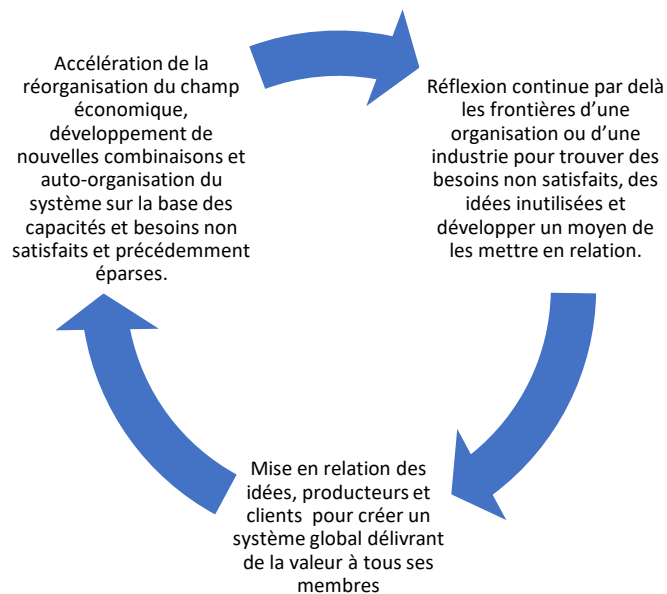 Accélération de la
réorganisation du champ
économique,
développement de
nouvelles combinaisons et
auto-organisation du
système sur la base des
capacités et besoins non
satisfaits et précédemment
éparses.
Réflexion continue par delà
les frontières d’une
organisation ou d’une
industrie pour trouver des
besoins non satisfaits, des
idées inutilisées et
développer un moyen de
les mettre en relation.
Mise en relation des
idées, producteurs et
clients pour créer un
système global délivrant
de la valeur à tous ses
membres